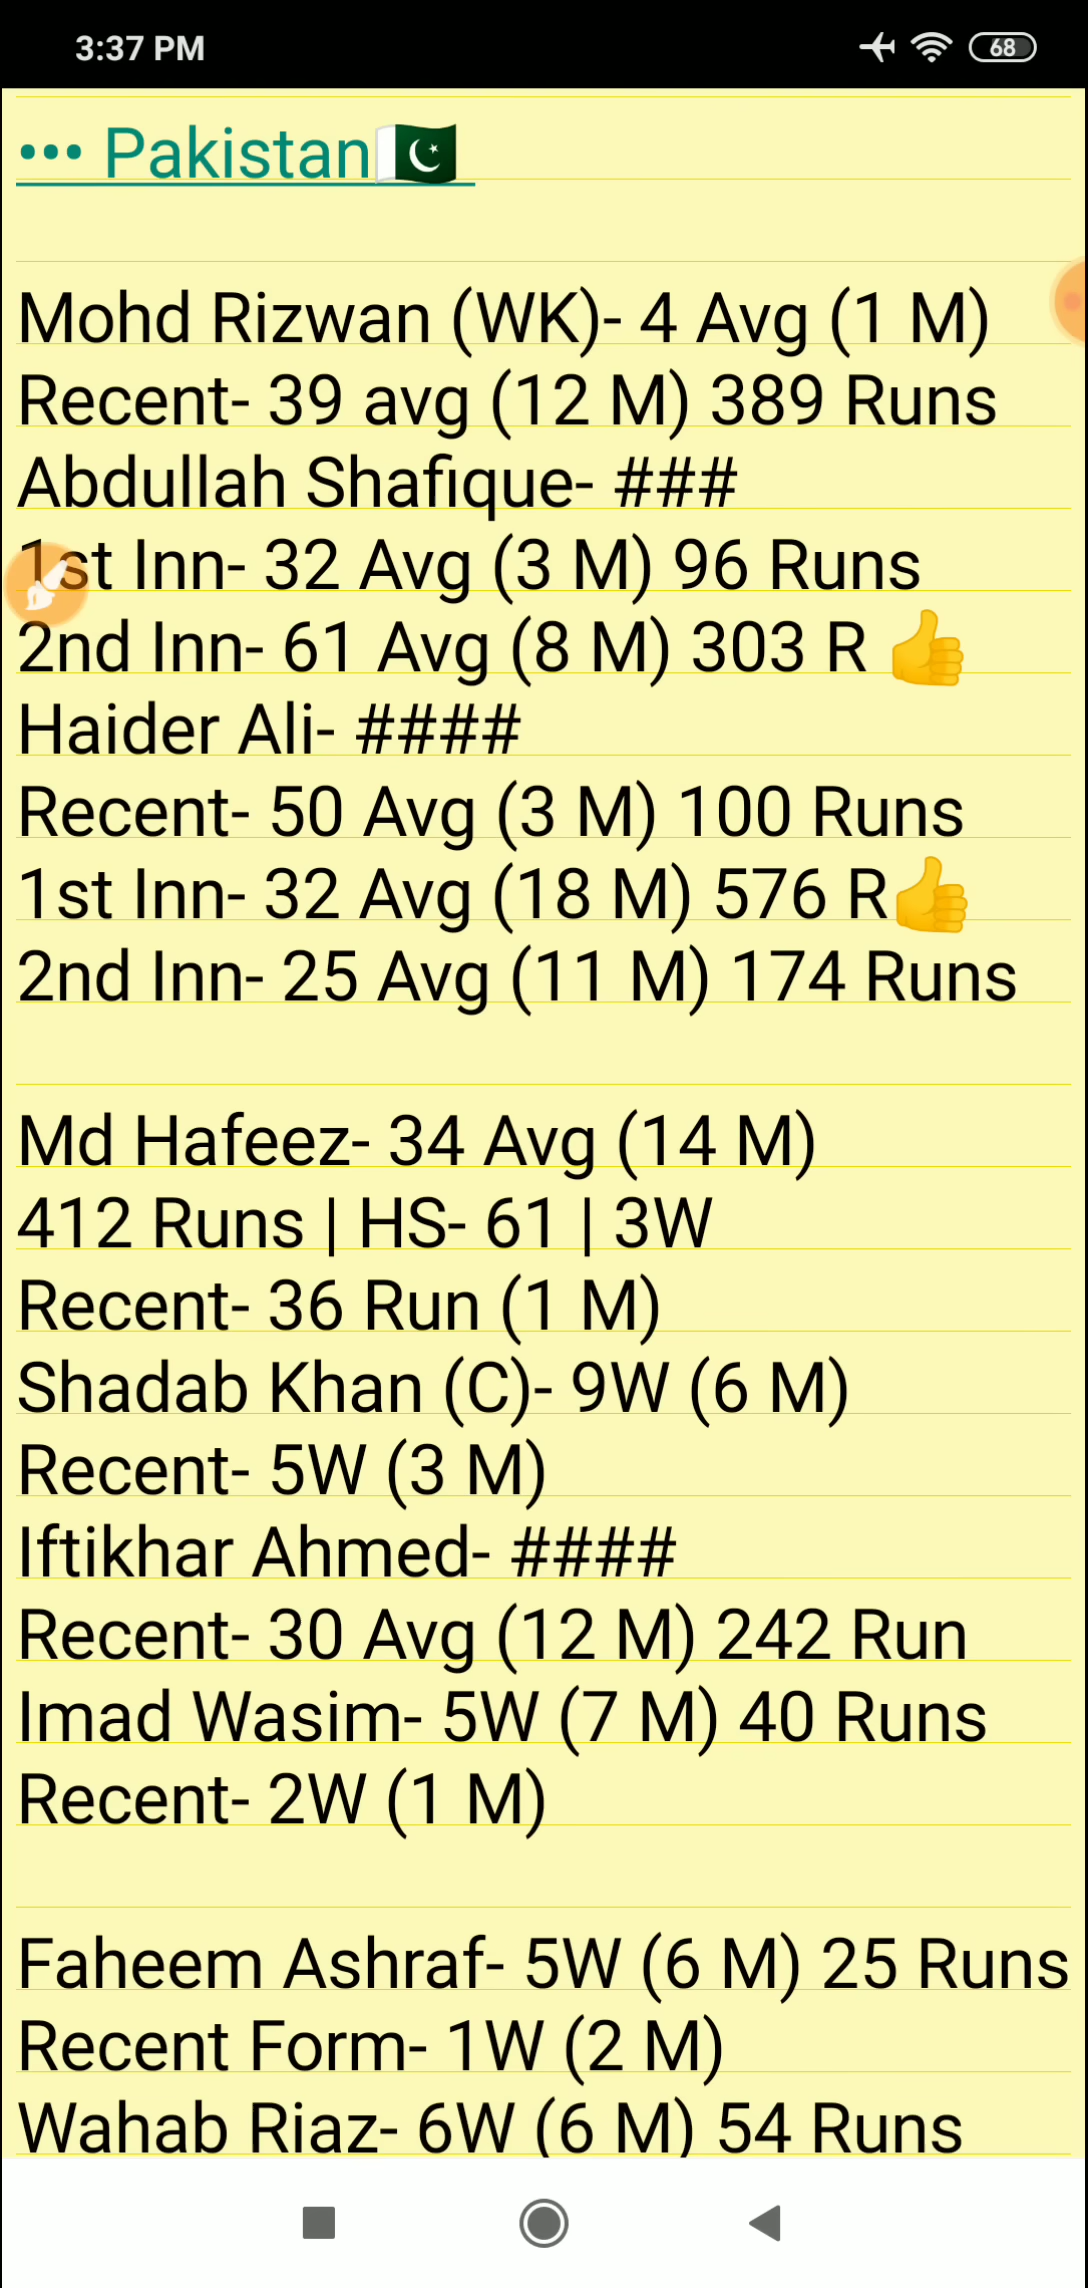 3:37 PM
68
••• Pakistan🇵🇰
Mohd Rizwan (WK)- 4 Avg (1 M)
Recent- 39 avg (12 M) 389 Runs
Abdullah Shafique- ###
1st Inn- 32 Avg (3 M) 96 Runs
2nd Inn- 61 Avg (8 M) 303 R 👍
Haider Ali- ####
Recent- 50 Avg (3 M) 100 Runs
1st Inn- 32 Avg (18 M) 576 R👍
2nd Inn- 25 Avg (11 M) 174 Runs
Md Hafeez- 34 Avg (14 M)
412 Runs | HS- 61 | 3W
Recent- 36 Run (1 M)
Shadab Khan (C)- 9W (6 M)
Recent- 5W (3 M)
Iftikhar Ahmed- ####
Recent- 30 Avg (12 M) 242 Run
Imad Wasim- 5W (7 M) 40 Runs
Recent- 2W (1 M)
Faheem Ashraf- 5W (6 M) 25 Runs
Recent Form- 1W (2 M)
Wahab Riaz- 6W (6 M) 54 Runs